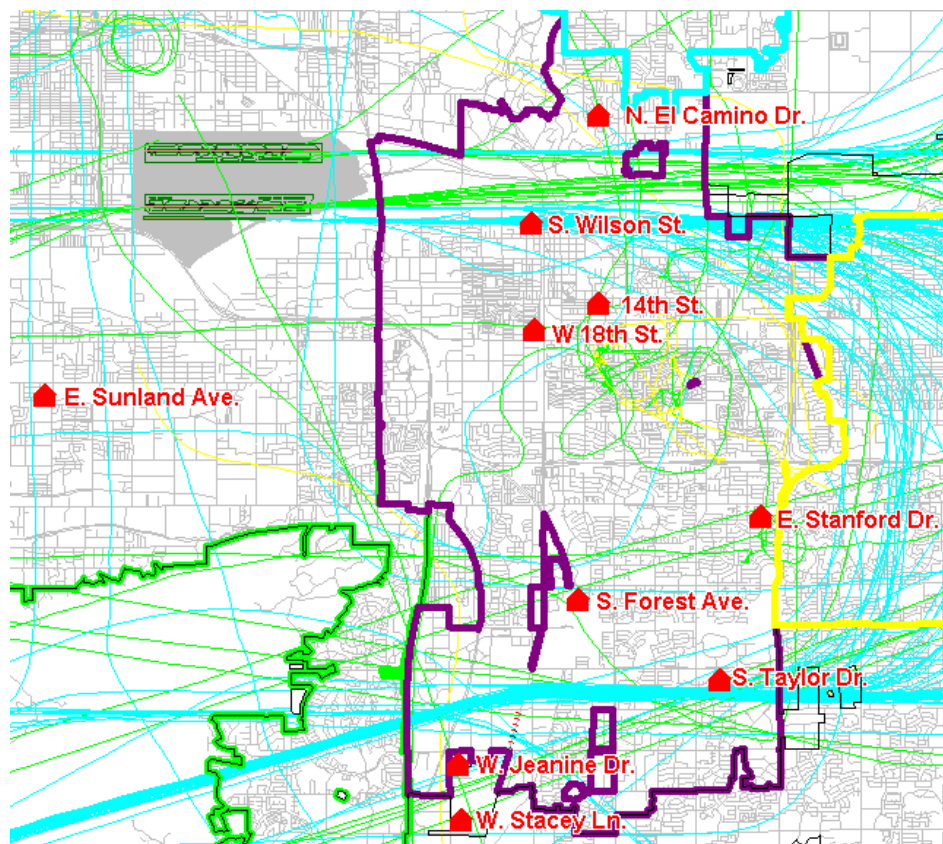 N. El Camino Dr.
S. Wilson St.
14th St.
W 18th St.
E. Sunland Ave.
E. Stanford Dr.
S. Forest Ave.
S. Taylor Dr.
W. Jeanine Dr.
W. Stacey Ln.